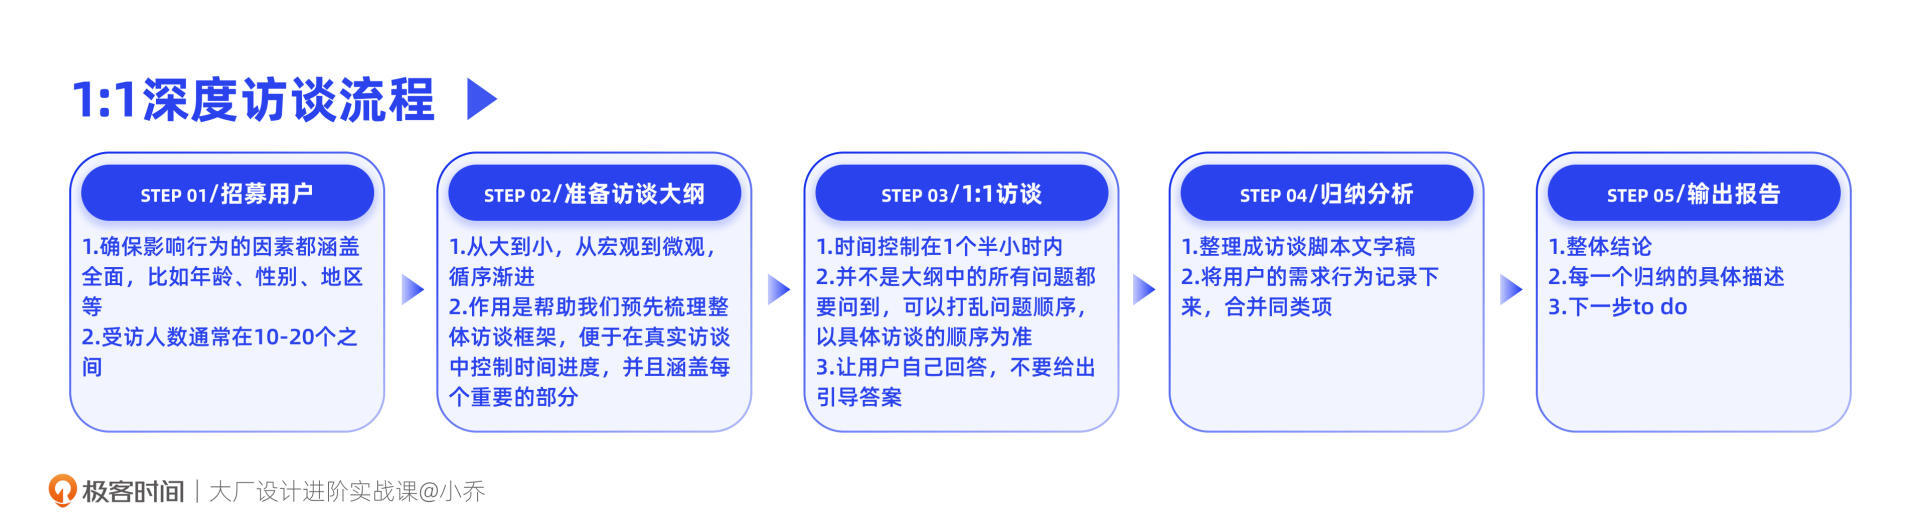 1:1深度访谈流程
STEP 01/招募用户
1.确保影响行为的因素都涵盖
全面，比如年龄、性别、地区
等
2.受访人数通常在10-20个之
间
STEP 02/准备访谈大纲
1.从大到小，从宏观到微观，
循序渐进
2.作用是帮助我们预先梳理整
体访谈框架，便于在真实访谈
中控制时间进度，并且涵盖每
个重要的部分
STEP 03/1:1访谈
1.时间控制在1个半小时内
2.并不是大纲中的所有问题都
要问到，可以打乱问题顺序，
以具体访谈的顺序为准
3.让用户自己回答，不要给出
引导答案
STEP 04/归纳分析
1.整理成访谈脚本文字稿
2.将用户的需求行为记录下
来，合并同类项
STEP 05/输出报告
1.整体结论
2.每一个归纳的具体描述
3.下一步to do
极客时间 | 大厂设计进阶实战课@小乔